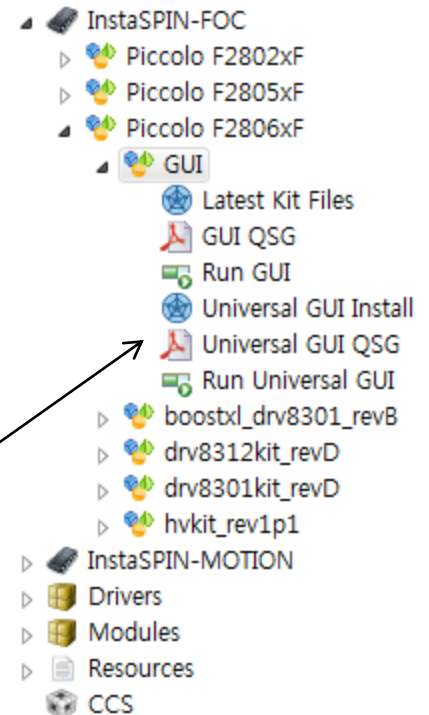 InstaSPIN-FOC
Piccolo F2802xF
Piccolo F2805xF
Piccolo F2806xF
GUI
Latest Kit Files
GUI QSG
Run GUI
Universal GUI Install
Universal GUI QSG
Run Universal GUI
boostxl_drv8301_revB
drv8312kit_revD
drv8301kit_revD
hvkit_rev1p1
InstaSPIN-MOTION
Drivers
Modules
Resources
CCS